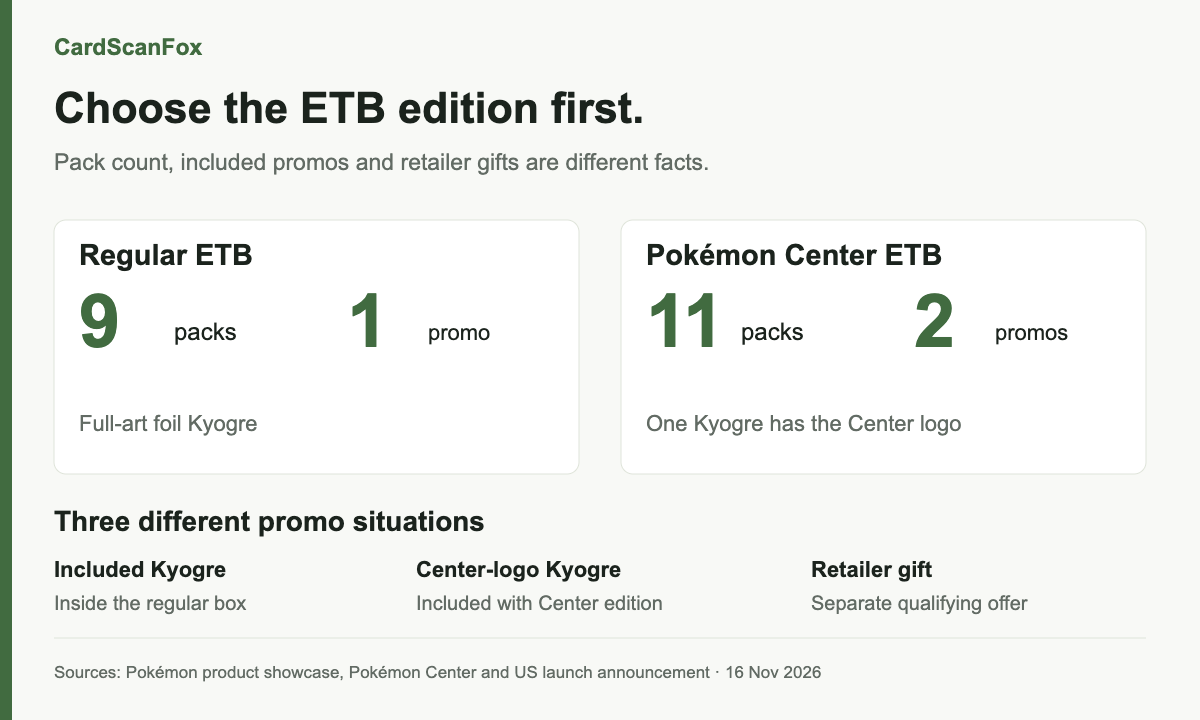 CardScanFox
Choose the ETB edition first.
Pack count, included promos and retailer gifts are different facts.
Regular ETB
9 packs 1 promo
Full-art foil Kyogre
Pokémon Center ETB
11 packs 2 promos
One Kyogre has the Center logo
Three different promo situations
Included Kyogre
Inside the regular box
Center-logo Kyogre
Included with Center edition
Retailer gift
Separate qualifying offer
Sources: Pokémon product showcase, Pokémon Center and US launch announcement · 16 Nov 2026